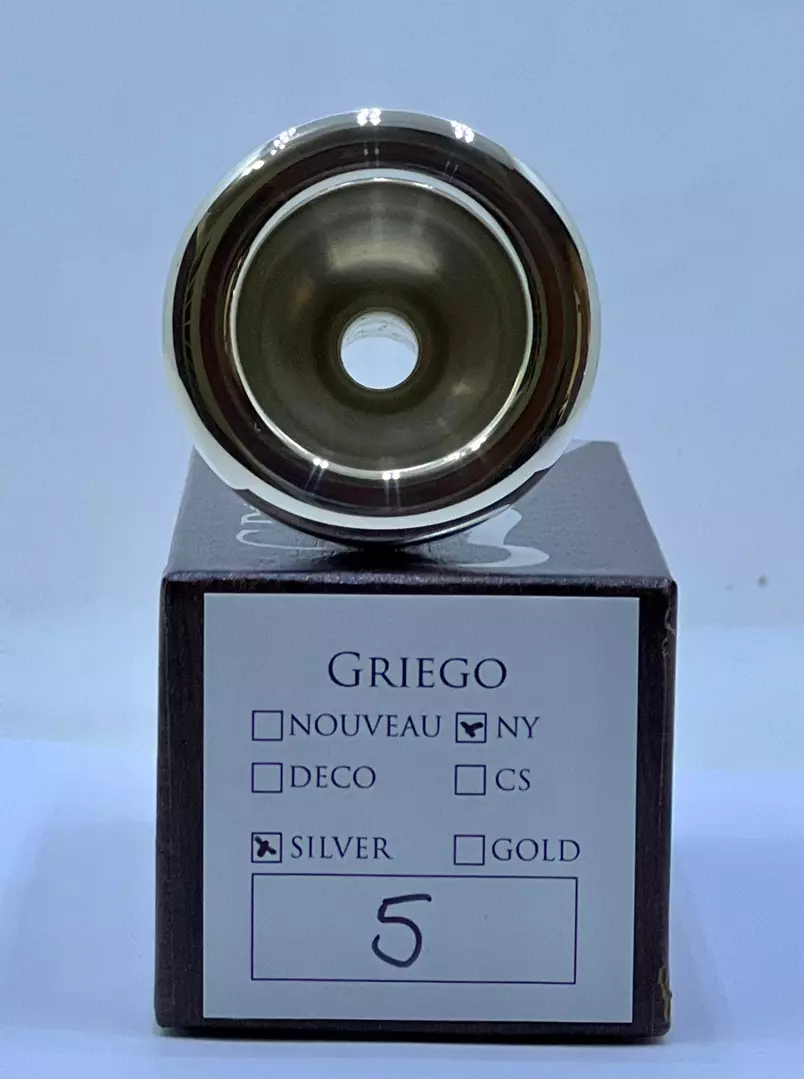 GRIEGO
NOUVEAU NY
DECO CS
SILVER GOLD
5